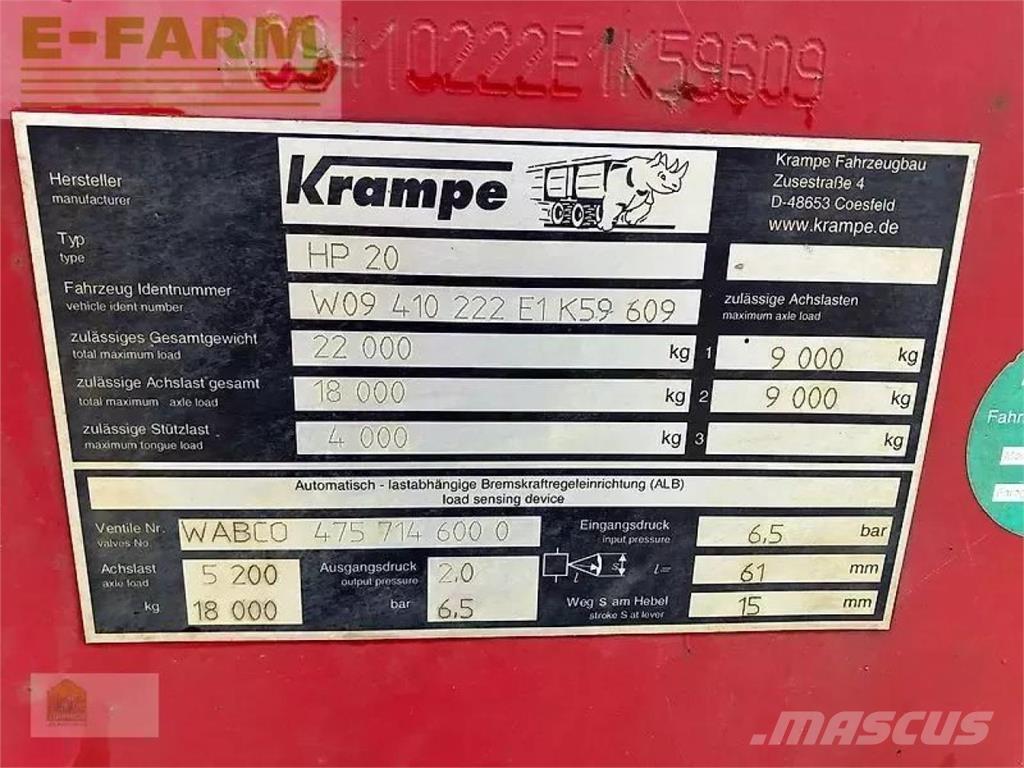 E-FARM
W09410222E1K59609
Hersteller
manufacturer
Krampe
Krampe Fahrzeugbau
Zusestraße 4
D-48653 Coesfeld
www.krampe.de
Typ
type
HP 20
Fahrzeug Identnummer
vehicle ident number
W09 410 222 E1 K59 609
zulässige Achslasten
maximum axle load
zulässiges Gesamtgewicht
total maximum load
22 000 kg
1 9 000 kg
zulässige Achslast gesamt
total maximum axle load
18 000 kg
2 9 000 kg
zulässige Stützlast
maximum tongue load
4 000 kg
3 kg
Automatisch - lastabhängige Bremskraftregeleinrichtung (ALB)
load sensing device
Ventile Nr.
valves No.
WABCO 475 714 600 0
Eingangsdruck
input pressure
6,5 bar
Achslast
axle load
kg
5 200
18 000
Ausgangsdruck
output pressure
bar
2,0
6,5
l S l= 61 mm
Weg S am Hebel
stroke S at lever
15 mm
Fahr
MASCUS